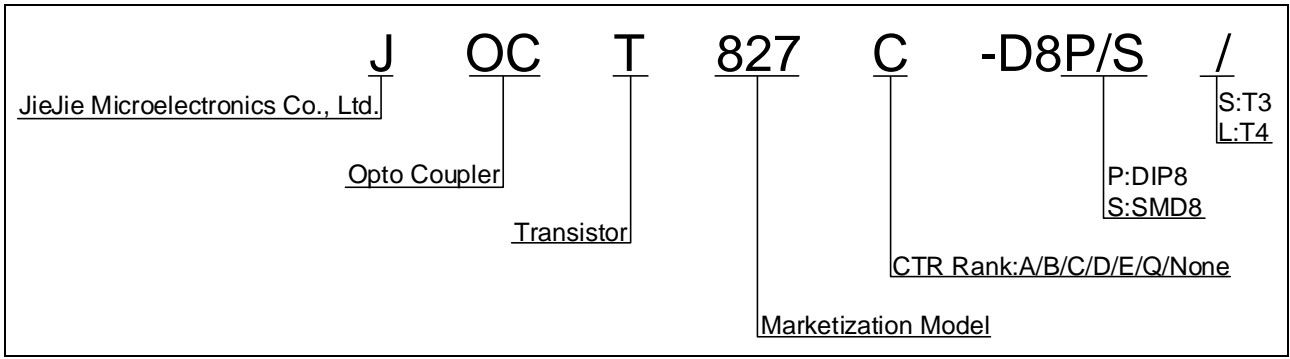 J OC T 827 C -D8P/S /
JieJie Microelectronics Co., Ltd.
S:T3
L:T4
Opto Coupler
P:DIP8
S:SMD8
Transistor
CTR Rank:A/B/C/D/E/Q/None
Marketization Model